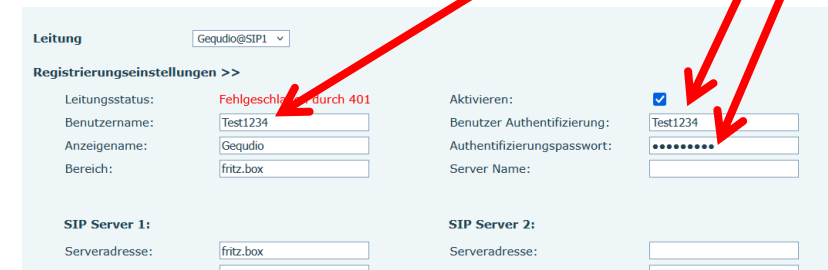 Leitung Gequdio@SIP1
Registrierungseinstellungen >>
Leitungsstatus: Fehlgeschlagen durch 401 Aktivieren:
Benutzername: Test1234 Benutzer Authentifizierung: Test1234
Anzeigename: Gequdio Authentifizierungspasswort: ●●●●●●●●●
Bereich: fritz.box Server Name:
SIP Server 1: SIP Server 2:
Serveradresse: fritz.box Serveradresse: